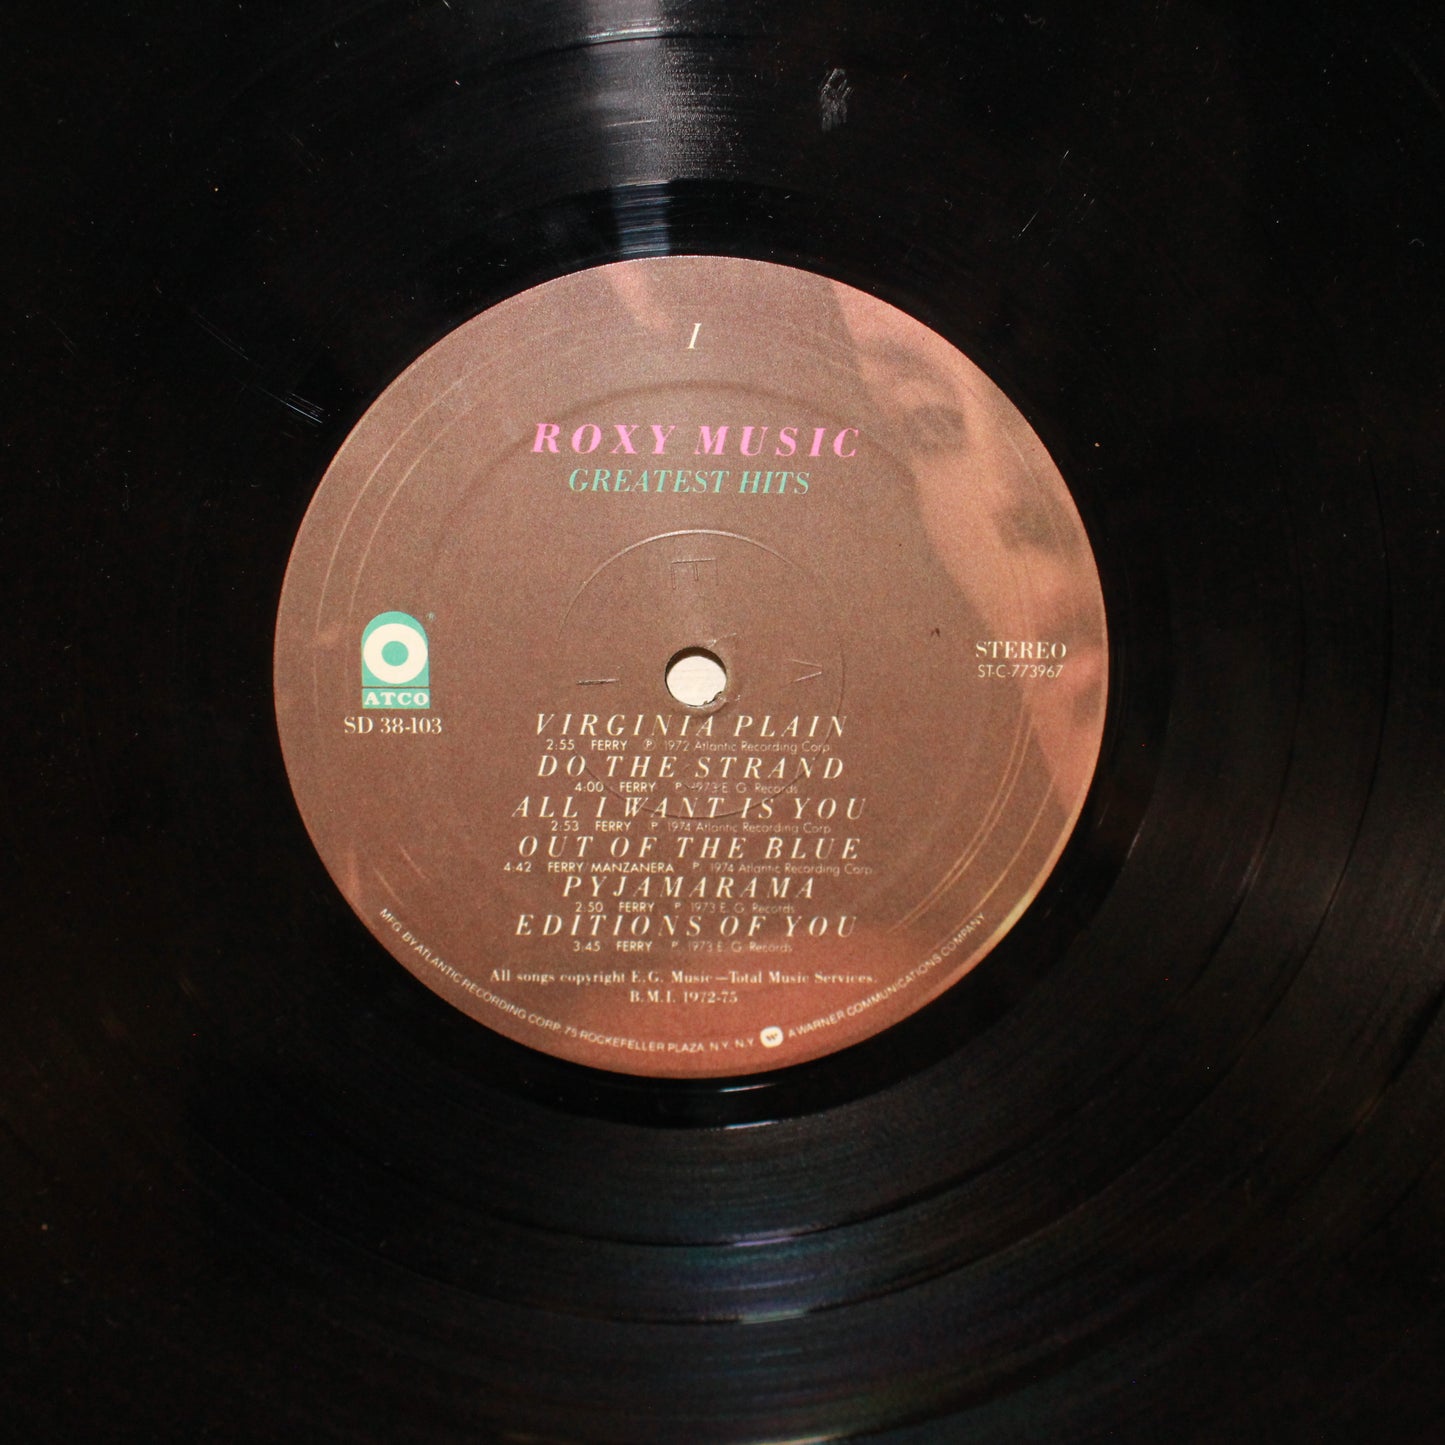 I
ROXY MUSIC
GREATEST HITS
®
ATCO
SD 38-103
STEREO
ST-C-773967
VIRGINIA PLAIN
2:55 FERRY ℗ 1972 Atlantic Recording Corp.
DO THE STRAND
4:00 FERRY P. 1973 E. G. Records
ALL I WANT IS YOU
2:53 FERRY P. 1974 Atlantic Recording Corp.
OUT OF THE BLUE
4:42 FERRY/MANZANERA P. 1974 Atlantic Recording Corp.
PYJAMARAMA
2:50 FERRY P. 1973 E. G. Records
EDITIONS OF YOU
3:45 FERRY P. 1973 E. G. Records
All songs copyright E. G. Music—Total Music Services.
B.M.I. 1972-75
MFG. BY ATLANTIC RECORDING CORP. 75 ROCKEFELLER PLAZA N.Y. N.Y. W A WARNER COMMUNICATIONS COMPANY